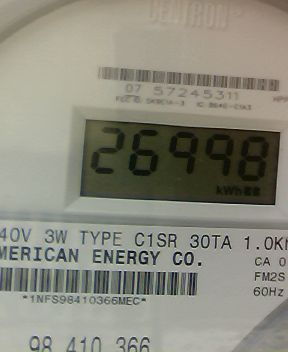 CENTRON
07 57245311
26998
kWh
40V 3W TYPE C1SR 30TA 1.0K
MERICAN ENERGY CO.
CA 0
FM2S
60Hz
*1NFS98410366MEC*
98 410 366